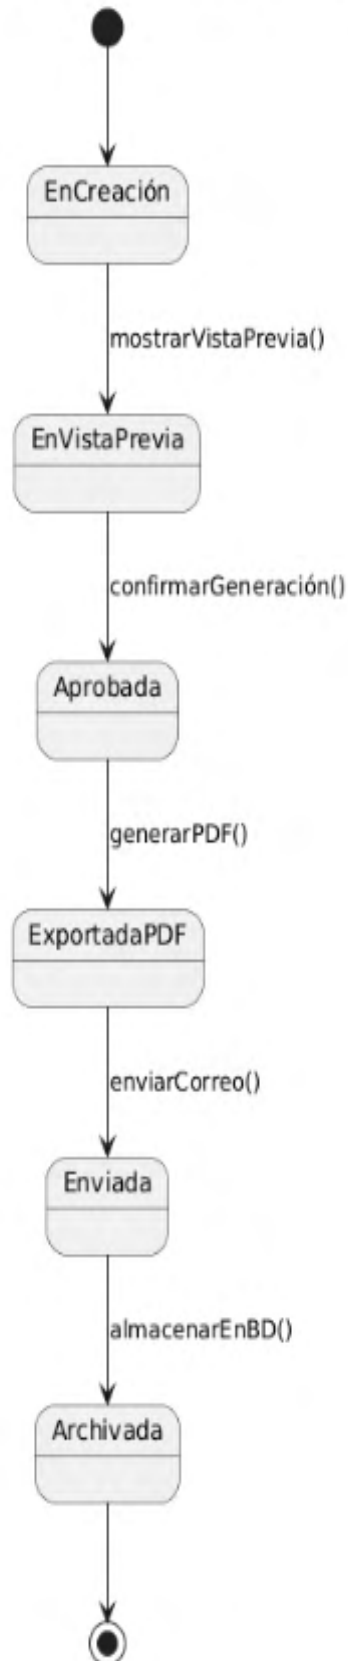 EnCreación
mostrarVistaPrevia()
EnVistaPrevia
confirmarGeneración()
Aprobada
generarPDF()
ExportadaPDF
enviarCorreo()
Enviada
almacenarEnBD()
Archivada